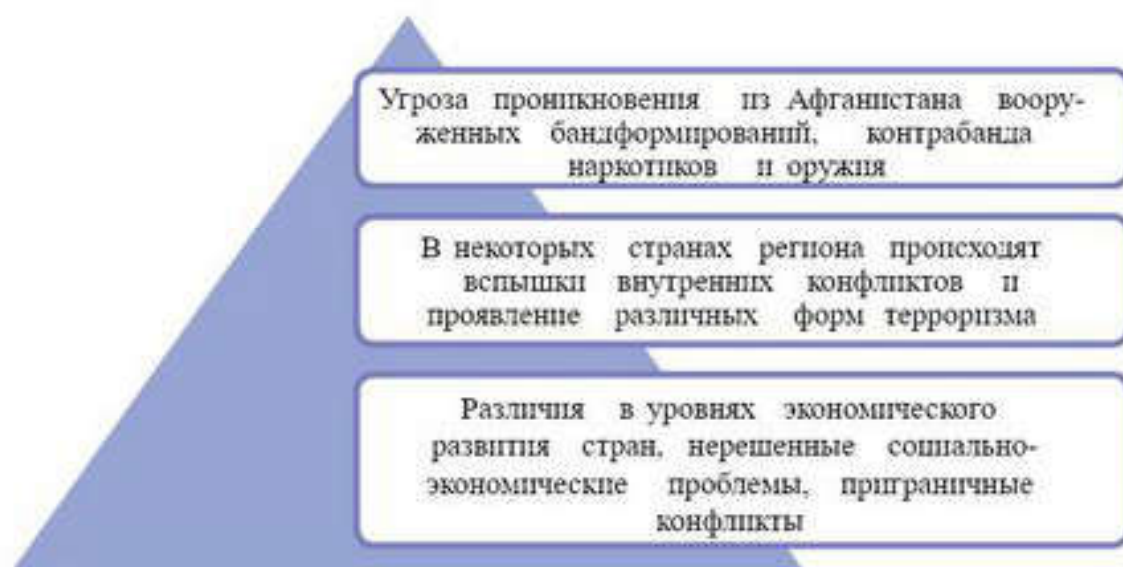 Угроза проникновения из Афганистана воору-
женных бандформирований, контрабанда
наркотиков и оружия
В некоторых странах региона происходят
вспышки внутренних конфликтов и
проявление различных форм терроризма
Различия в уровнях экономического
развития стран, нерешенные социально-
экономические проблемы, приграничные
конфликты